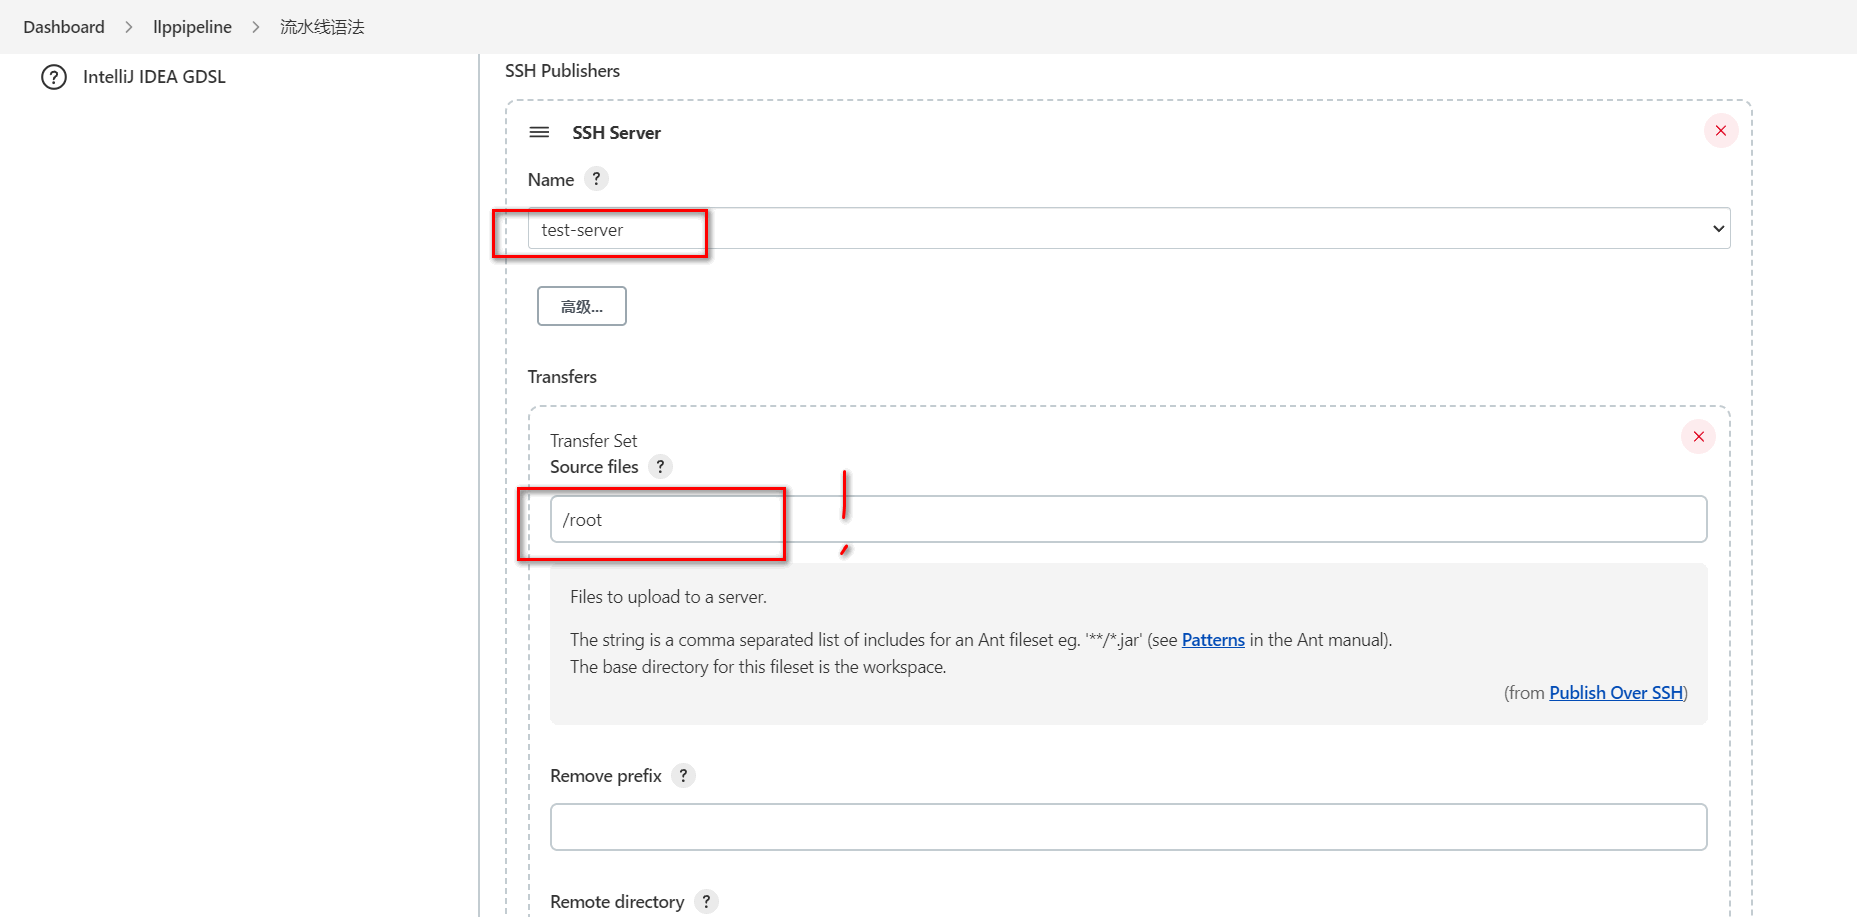 Dashboard > llppipeline > 流水线语法
? IntelliJ IDEA GDSL
SSH Publishers
SSH Server
Name ?
test-server
高级...
Transfers
Transfer Set
Source files ?
/root
Files to upload to a server.
The string is a comma separated list of includes for an Ant fileset eg. '**/*.jar' (see Patterns in the Ant manual).
The base directory for this fileset is the workspace.
(from Publish Over SSH)
Remove prefix ?
Remote directory ?